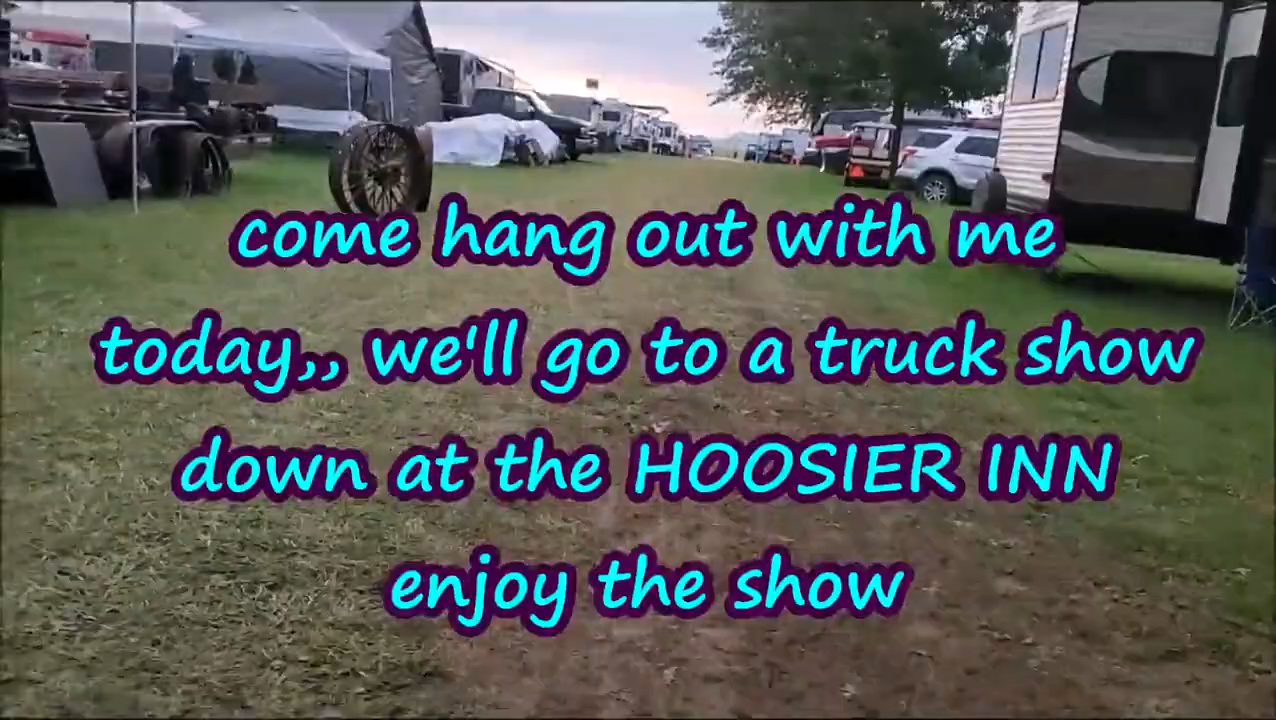 come hang out with me
today,, we'll go to a truck show
down at the HOOSIER INN
enjoy the show